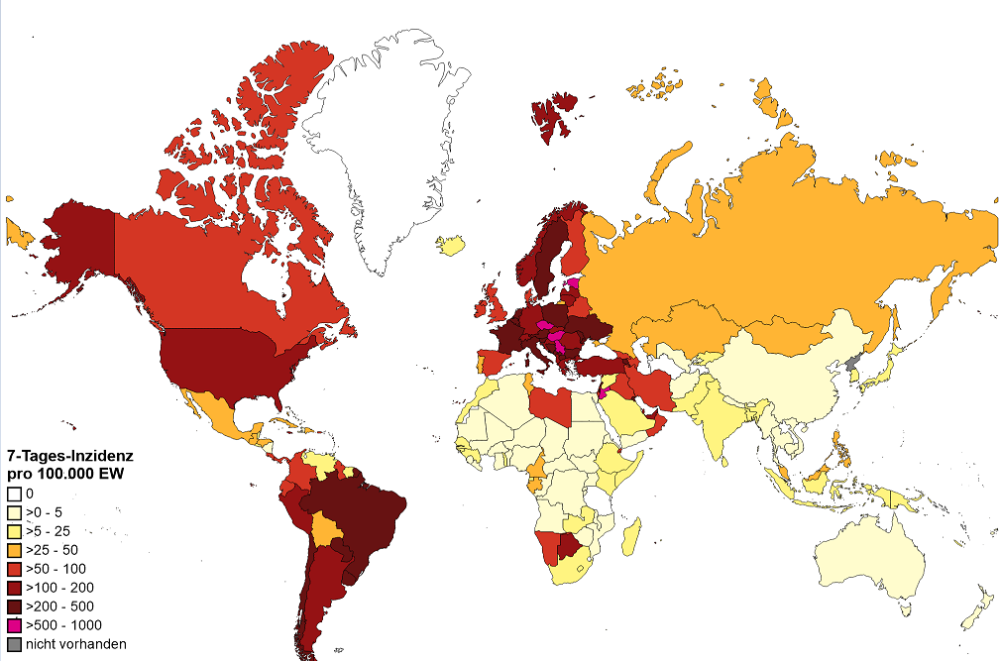 7-Tages-Inzidenz
pro 100.000 EW
0
>0 - 5
>5 - 25
>25 - 50
>50 - 100
>100 - 200
>200 - 500
>500 - 1000
nicht vorhanden